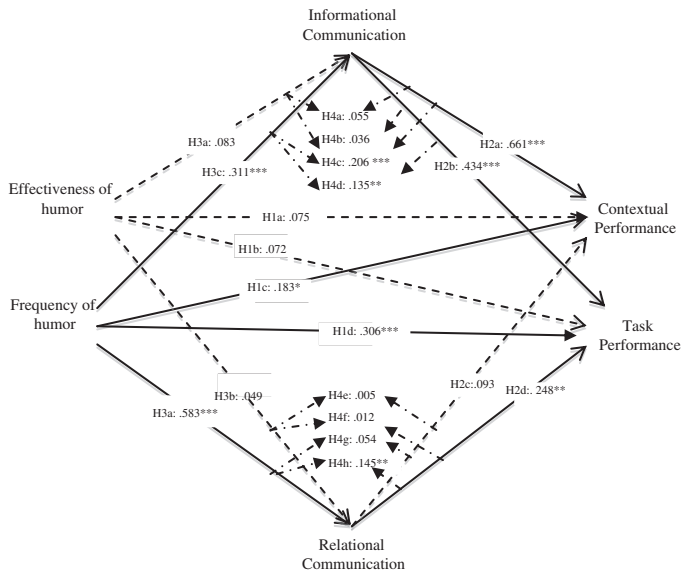 Informational
Communication
H4a: .055
H3a: .083
H4b: .036
H2a: .661***
H4c: .206 ***
H2b: .434***
H3c: .311***
H4d: .135**
Effectiveness of
humor
H1a: .075
Contextual
Performance
H1b: .072
H1c: .183*
Frequency of
humor
H1d: .306***
Task
Performance
H3b: .049
H2c:.093
H2d:. 248**
H4e: .005
H3a: .583***
H4f: .012
H4g: .054
H4h: .145**
Relational
Communication